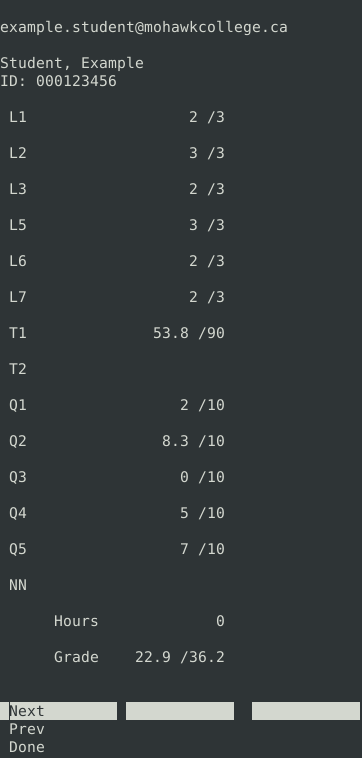 example.student@mohawkcollege.ca
Student, Example
ID: 000123456
L1 2 /3
L2 3 /3
L3 2 /3
L5 3 /3
L6 2 /3
L7 2 /3
T1 53.8 /90
T2
Q1 2 /10
Q2 8.3 /10
Q3 0 /10
Q4 5 /10
Q5 7 /10
NN
Hours 0
Grade 22.9 /36.2
Next
Prev
Done